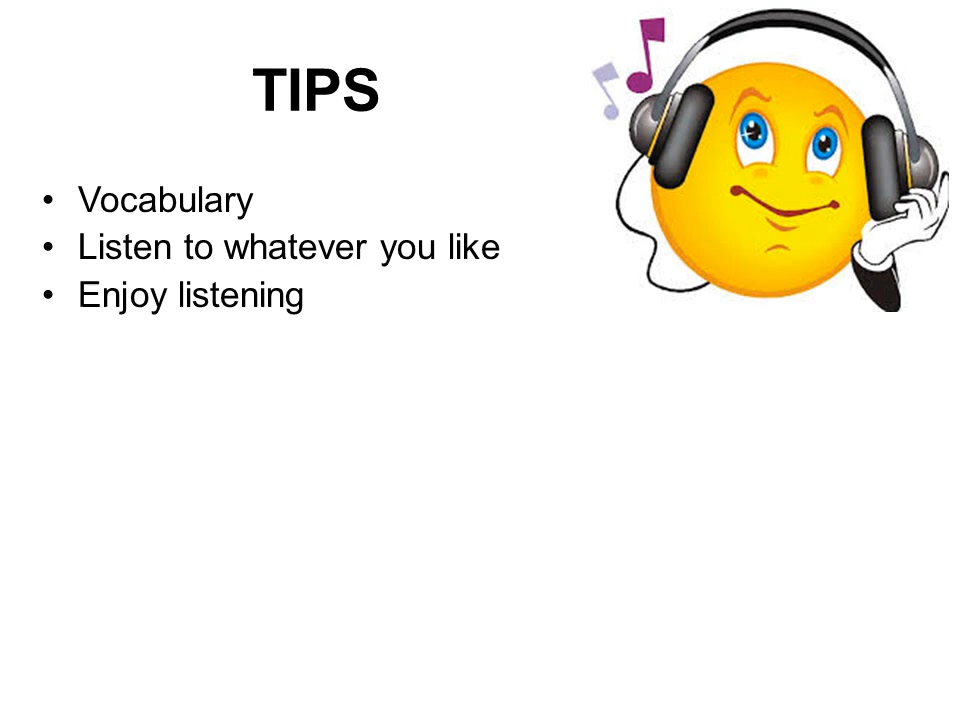 TIPS
• Vocabulary
• Listen to whatever you like
• Enjoy listening